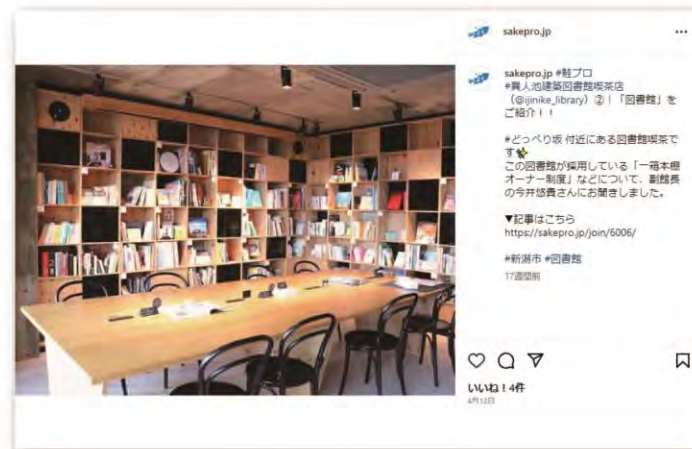 sakepro.jp
sakepro.jp #鮭プロ
#異人池建築図書館喫茶店
（@ijinike_library）②|「図書館」を
ご紹介！！
#どっぺり坂 付近にある図書館喫茶で
す
この図書館が採用している「一箱本棚
オーナー制度」などについて、副館長
の今井悠貴さんにお聞きしました。
▼記事はこちら
https://sakepro.jp/join/6006/
#新潟市 #図書館
17週間前
いいね！4件
4月12日